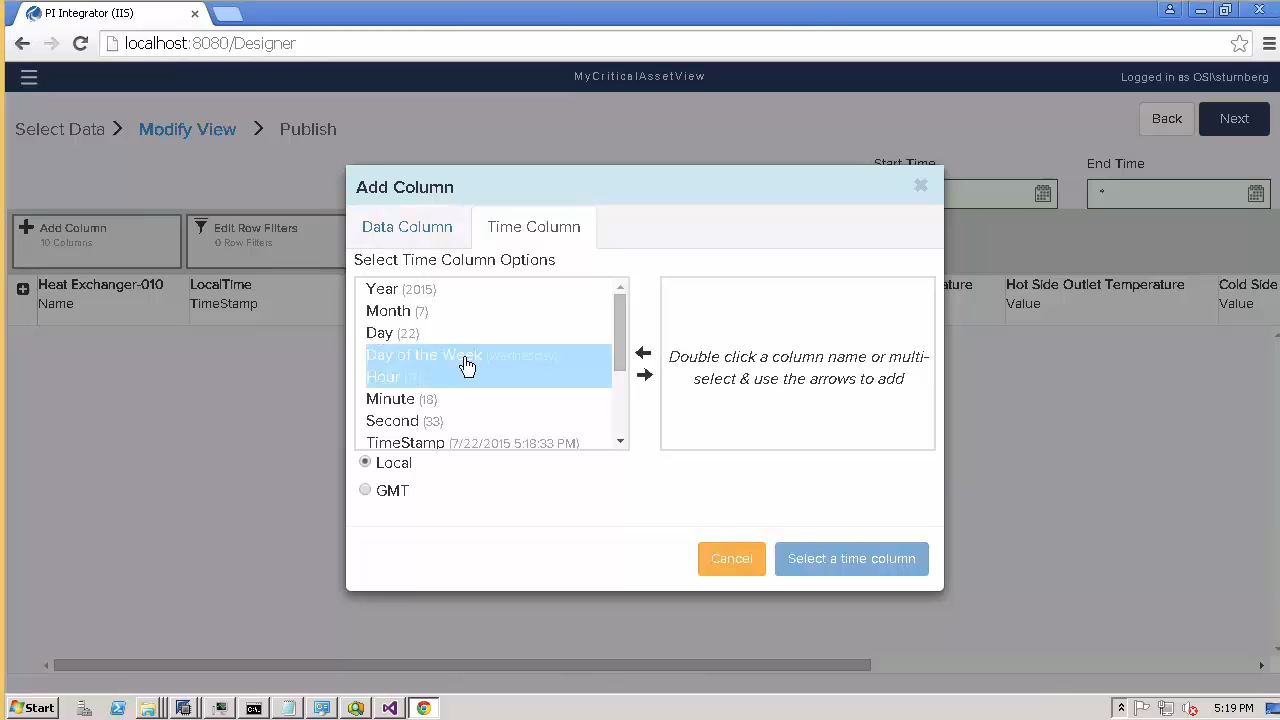 PI Integrator (IIS)
localhost:8080/Designer
MyCriticalAssetView
Logged in as OSI\sturnberg
Select Data
Modify View
Publish
Back
Next
Start Time
End Time
*
Add Column
10 Columns
Edit Row Filters
0 Row Filters
Heat Exchanger-010
Name
LocalTime
TimeStamp
ature
Hot Side Outlet Temperature
Value
Cold Side
Value
Add Column
Data Column
Time Column
Select Time Column Options
Year (2015)
Month (7)
Day (22)
Day of the Week (Wednesday)
Hour (17)
Minute (18)
Second (33)
TimeStamp (7/22/2015 5:18:33 PM)
Double click a column name or multi-
select & use the arrows to add
Local
GMT
Cancel
Select a time column
Start
5:19 PM